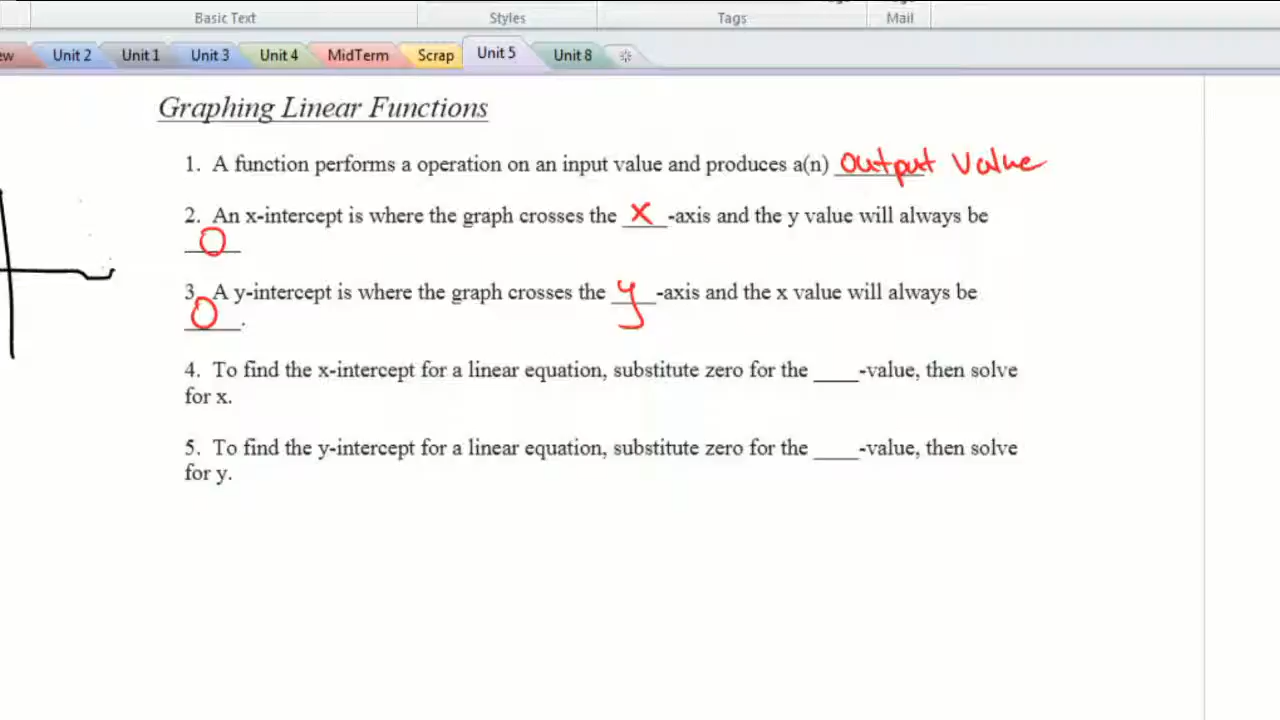 Basic Text Styles Tags Mail
ew Unit 2 Unit 1 Unit 3 Unit 4 MidTerm Scrap Unit 5 Unit 8
Graphing Linear Functions
1. A function performs a operation on an input value and produces a(n) output value
2. An x-intercept is where the graph crosses the x -axis and the y value will always be
0
3. A y-intercept is where the graph crosses the y -axis and the x value will always be
0.
4. To find the x-intercept for a linear equation, substitute zero for the ____-value, then solve
for x.
5. To find the y-intercept for a linear equation, substitute zero for the ____-value, then solve
for y.